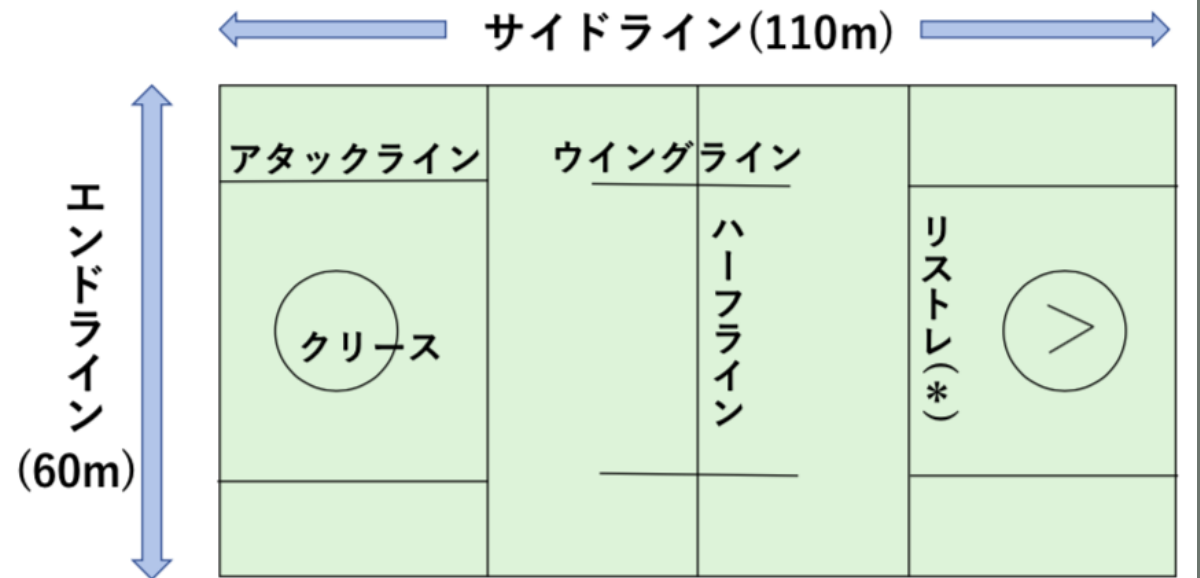 サイドライン(110m)
アタックライン
ウイングライン
エンドライン
(60m)
ハーフライン
リストレ(*)
クリース